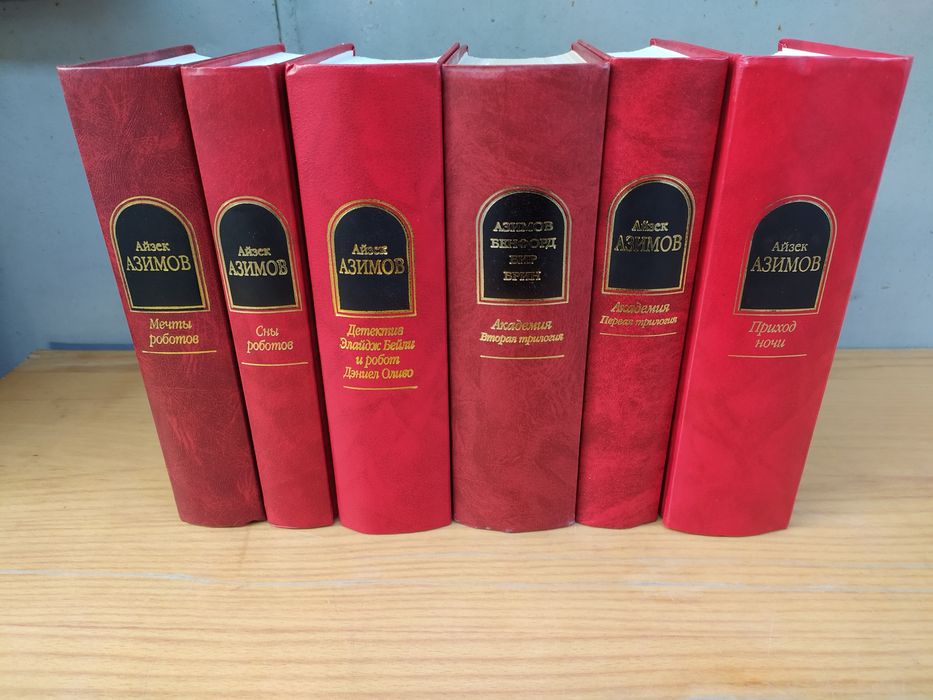 Айзек
АЗИМОВ
Мечты
роботов
Айзек
АЗИМОВ
Сны
роботов
Айзек
АЗИМОВ
Детектив
Элайдж Бейли
и робот
Дэниел Оливо
АЗИМОВ
БЕНФОРД
БИР
БРИН
Академия
Вторая трилогия
Айзек
АЗИМОВ
Академия
Первая трилогия
Айзек
АЗИМОВ
Приход
ночи